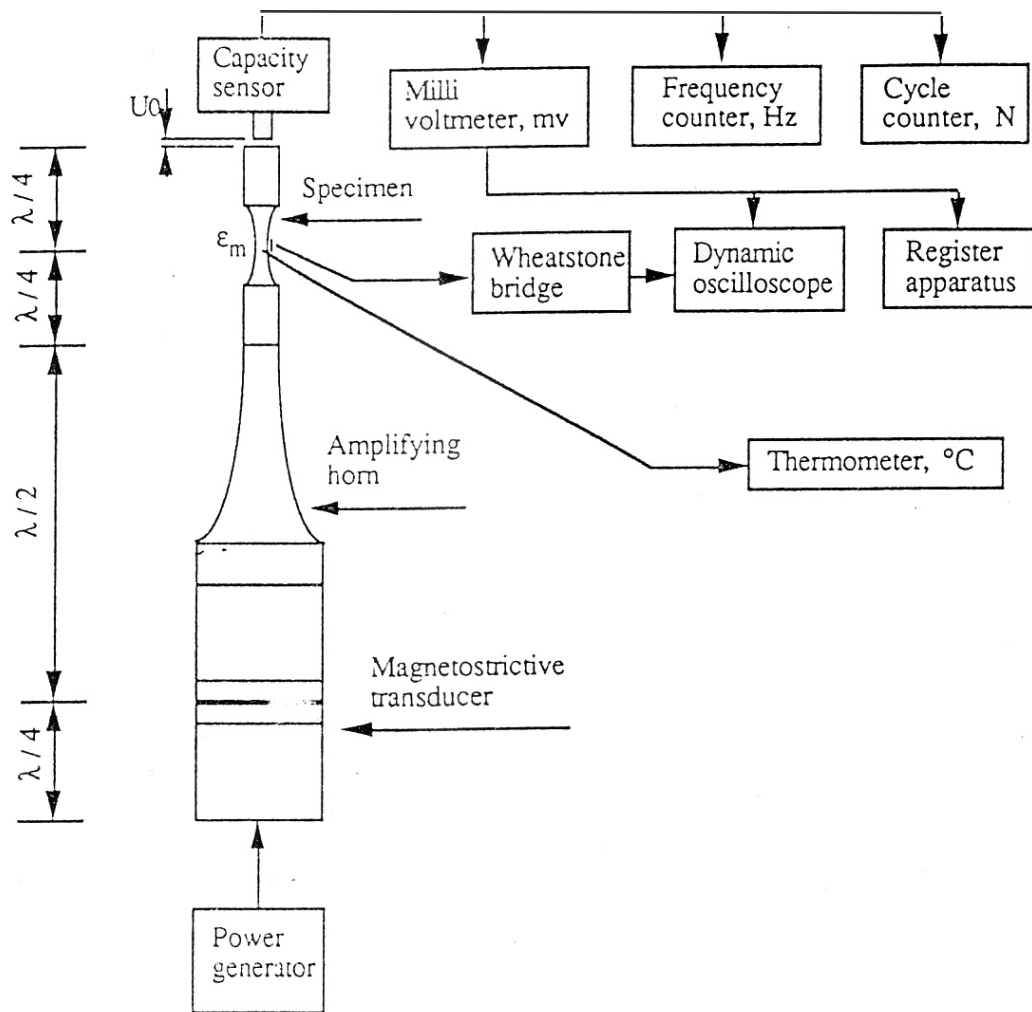 Capacity
sensor
Milli
voltmeter, mv
Frequency
counter, Hz
Cycle
counter, N
U0
λ/4
Specimen
εm
Wheatstone
bridge
Dynamic
oscilloscope
Register
apparatus
λ/4
Amplifying
horn
Thermometer, °C
λ/2
Magnetostrictive
transducer
λ/4
Power
generator